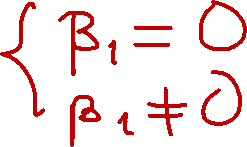 { β₁ = 0
β₁ ≠ 0